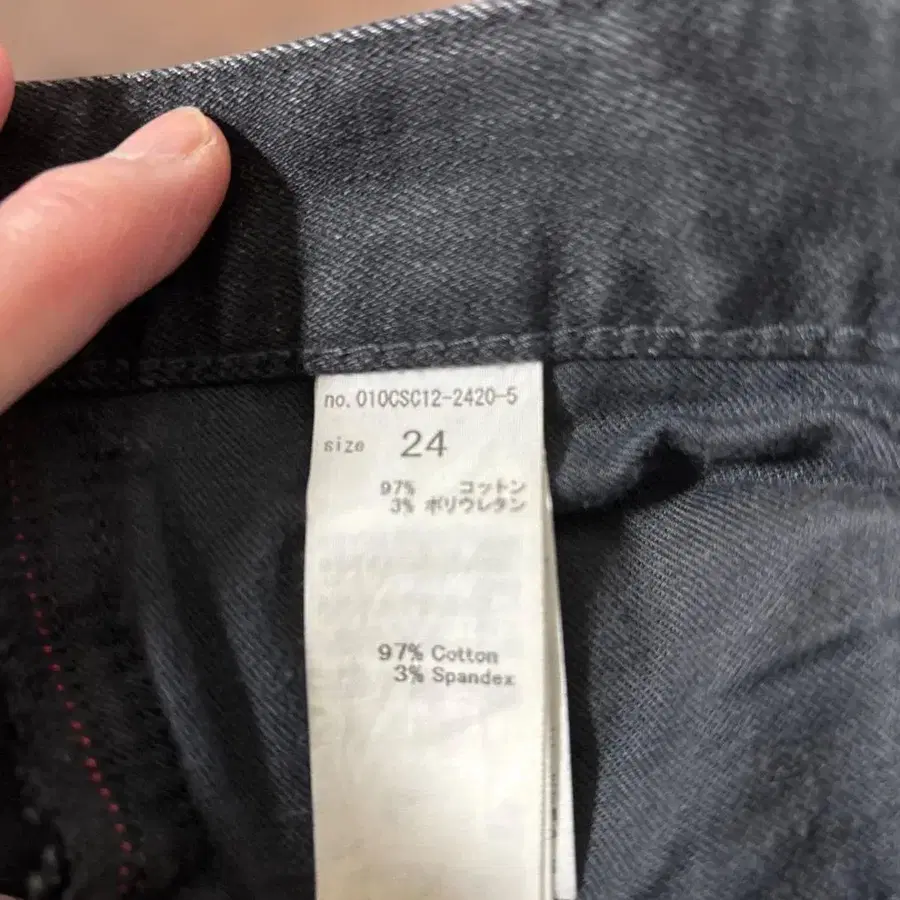 no. 010CSC12-2420-5
size 24
97% コットン
3% ポリウレタン
97% Cotton
3% Spandex